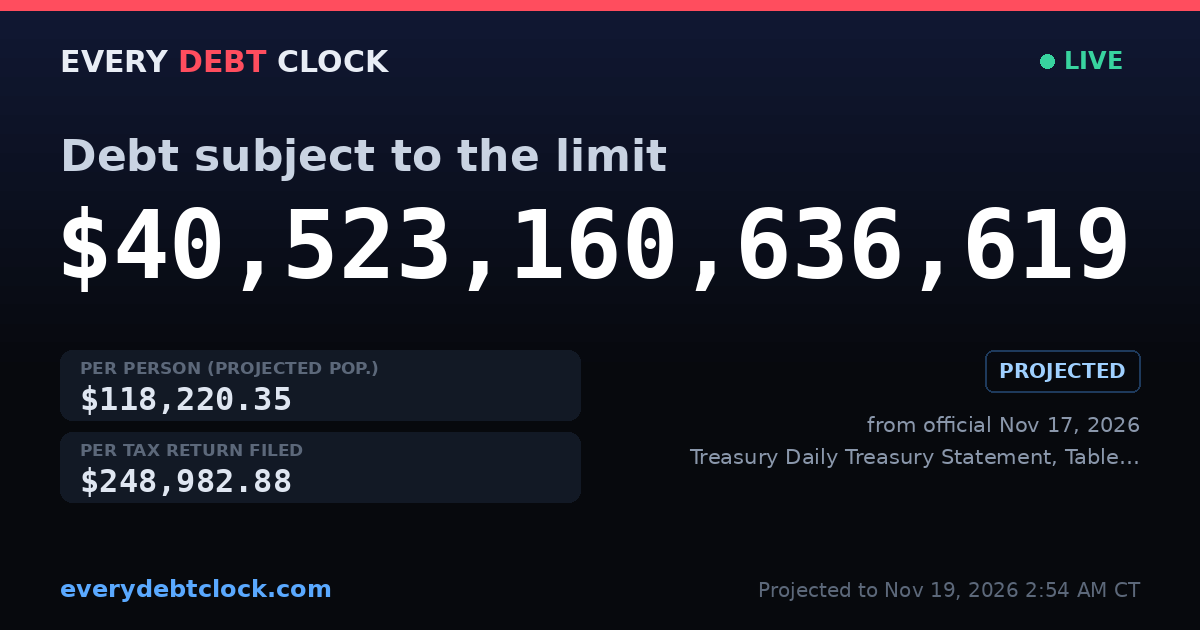 EVERY DEBT CLOCK
LIVE
Debt subject to the limit
$40,523,160,636,619
PER PERSON (PROJECTED POP.)
$118,220.35
PER TAX RETURN FILED
$248,982.88
PROJECTED
from official Nov 17, 2026
Treasury Daily Treasury Statement, Table...
everydebtclock.com
Projected to Nov 19, 2026 2:54 AM CT